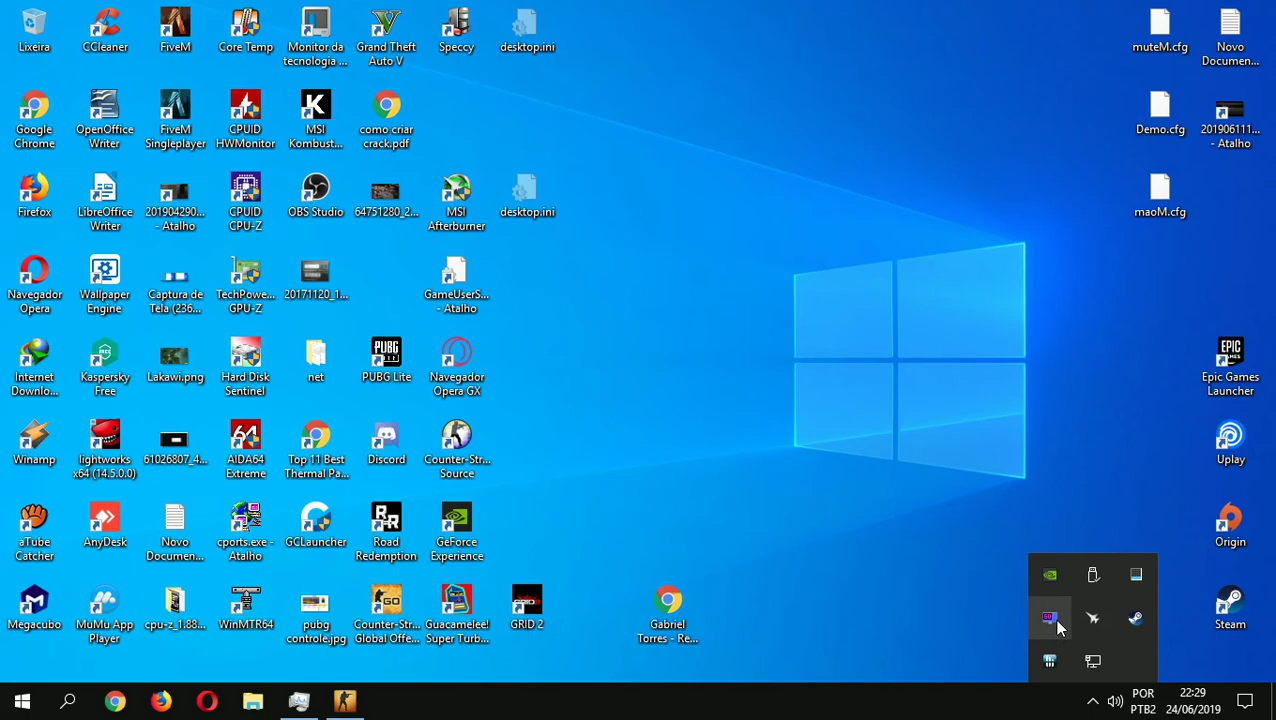 Lixeira
CCleaner
FiveM
Core Temp
Monitor da
tecnologia ...
Grand Theft
Auto V
Speccy
desktop.ini
muteM.cfg
Novo
Documen...
Google
Chrome
OpenOffice
Writer
FiveM
Singleplayer
CPUID
HWMonitor
MSI
Kombust...
como criar
crack.pdf
Demo.cfg
201906111...
- Atalho
Firefox
LibreOffice
Writer
201904290...
- Atalho
CPUID
CPU-Z
OBS Studio
64751280_2...
MSI
Afterburner
desktop.ini
maoM.cfg
Navegador
Opera
Wallpaper
Engine
Captura de
Tela (236...
TechPowe...
GPU-Z
20171120_1...
GameUserS...
- Atalho
Internet
Downlo...
Kaspersky
Free
Lakawi.png
Hard Disk
Sentinel
net
PUBG Lite
Navegador
Opera GX
Epic Games
Launcher
Winamp
lightworks
x64 (14.5.0.0)
61026807_4...
AIDA64
Extreme
Top 11 Best
Thermal Pa...
Discord
Counter-Str...
Source
Uplay
aTube
Catcher
AnyDesk
Novo
Documen...
cports.exe -
Atalho
GCLauncher
Road
Redemption
GeForce
Experience
Origin
Megacubo
MuMu App
Player
cpu-z_1.88...
WinMTR64
pubg
controle.jpg
Counter-Str...
Global Offe...
Guacamelee!
Super Turb...
GRID 2
Gabriel
Torres - Re...
Steam
POR
PTB2
22:29
24/06/2019